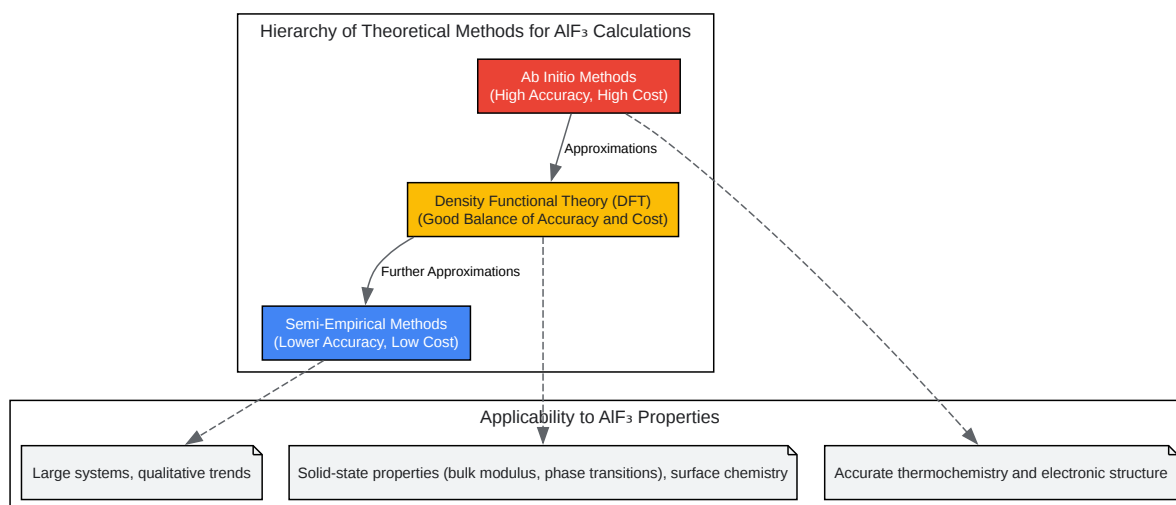 Hierarchy of Theoretical Methods for AlF₃ Calculations
Ab Initio Methods
(High Accuracy, High Cost)
Approximations
Density Functional Theory (DFT)
(Good Balance of Accuracy and Cost)
Further Approximations
Semi-Empirical Methods
(Lower Accuracy, Low Cost)
Applicability to AlF₃ Properties
Large systems, qualitative trends
Solid-state properties (bulk modulus, phase transitions), surface chemistry
Accurate thermochemistry and electronic structure